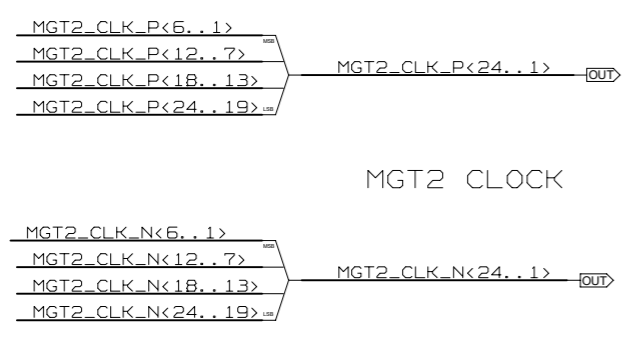 MGT2_CLK_P<6..1>
MSB
MGT2_CLK_P<12..7>
MGT2_CLK_P<18..13>
MGT2_CLK_P<24..19> LSB
MGT2_CLK_P<24..1> OUT
MGT2 CLOCK
MGT2_CLK_N<6..1>
MSB
MGT2_CLK_N<12..7>
MGT2_CLK_N<18..13>
MGT2_CLK_N<24..19> LSB
MGT2_CLK_N<24..1> OUT